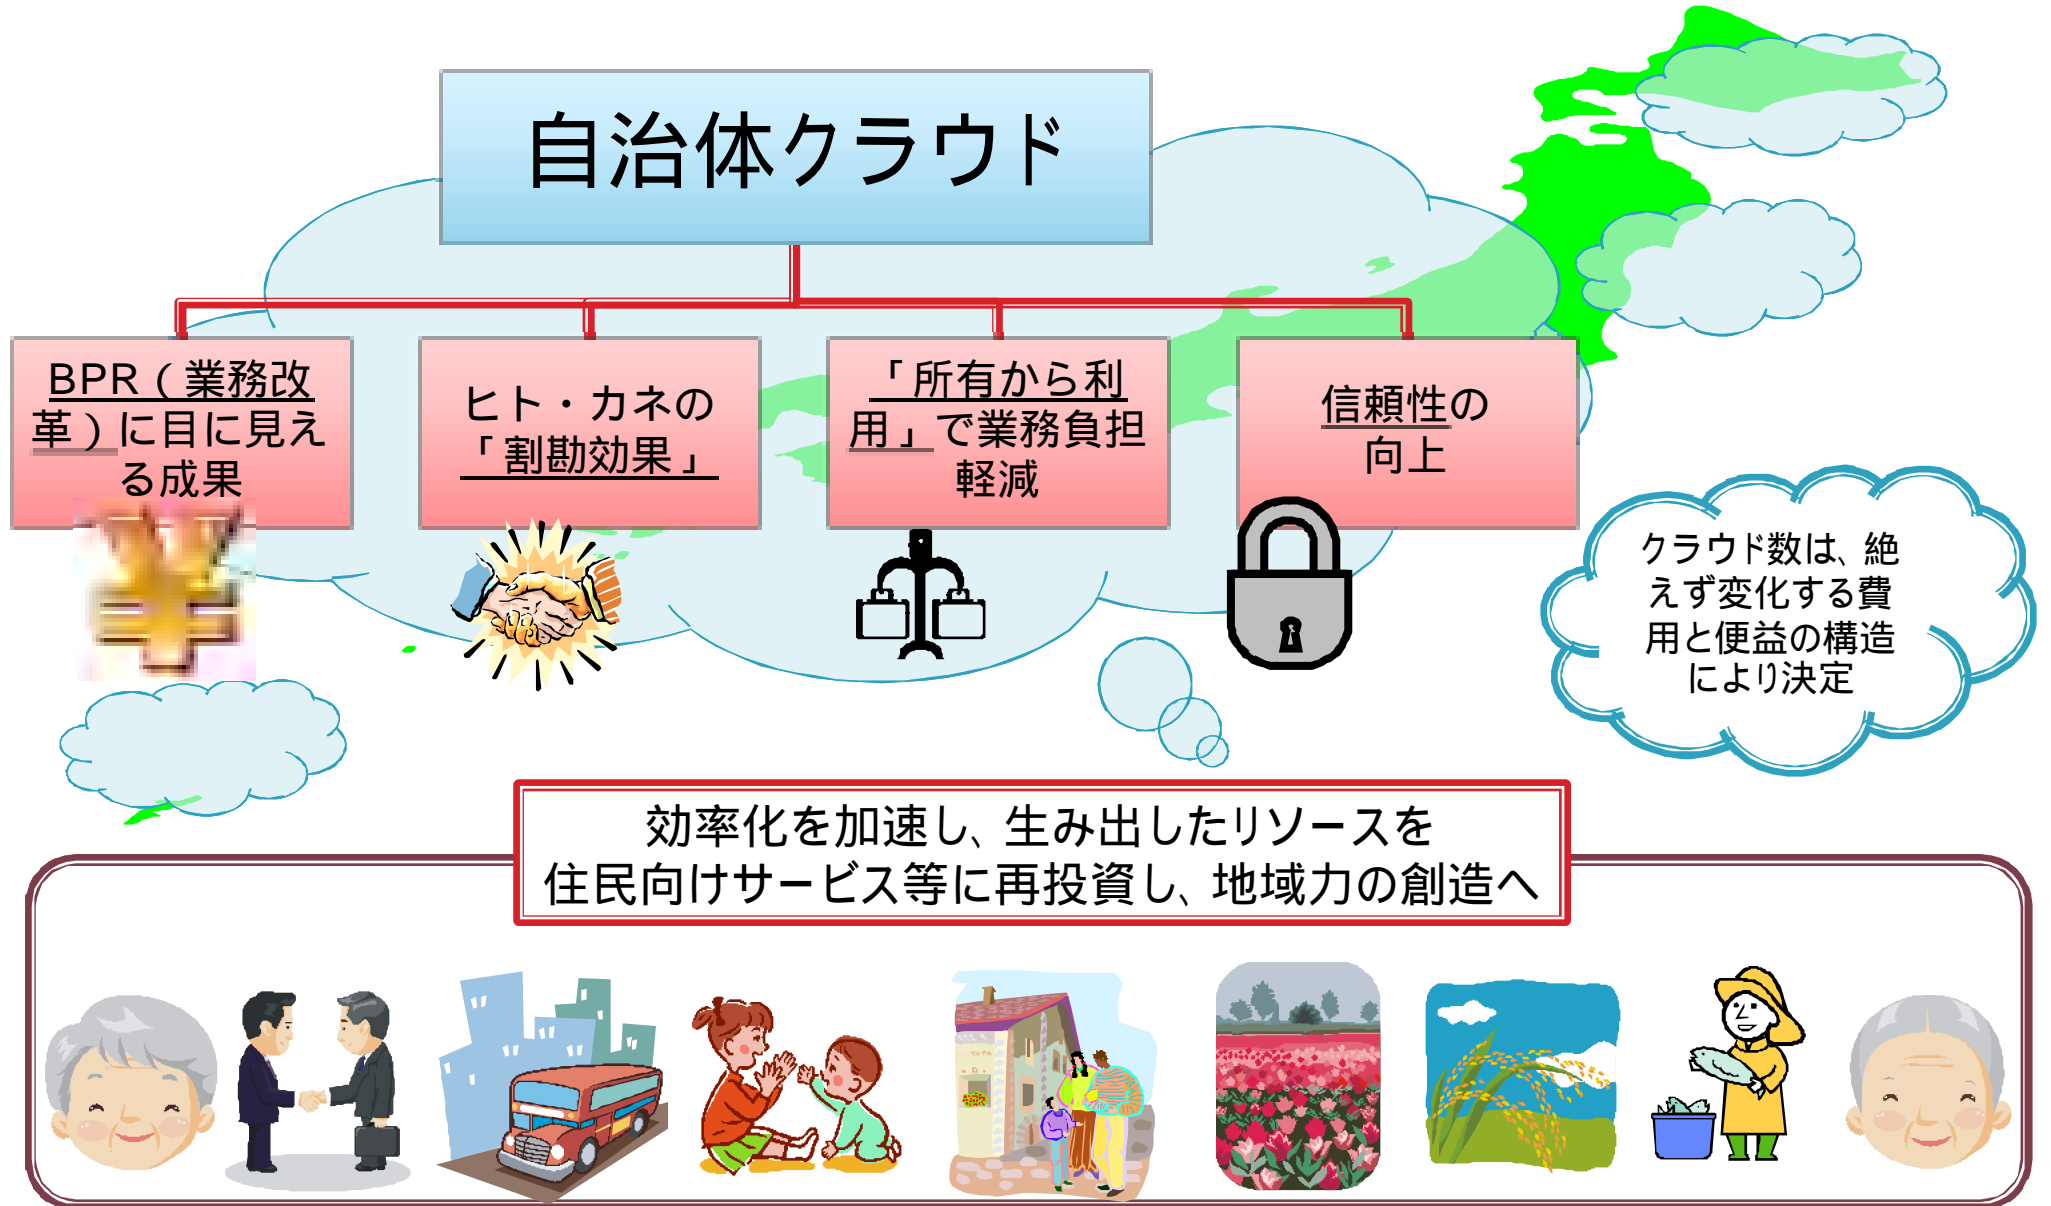 自治体クラウド
BPR（業務改
革）に目に見え
る成果
ヒト・カネの
「割勘効果」
「所有から利
用」で業務負担
軽減
信頼性の
向上
クラウド数は、絶
えず変化する費
用と便益の構造
により決定
効率化を加速し、生み出したリソースを
住民向けサービス等に再投資し、地域力の創造へ